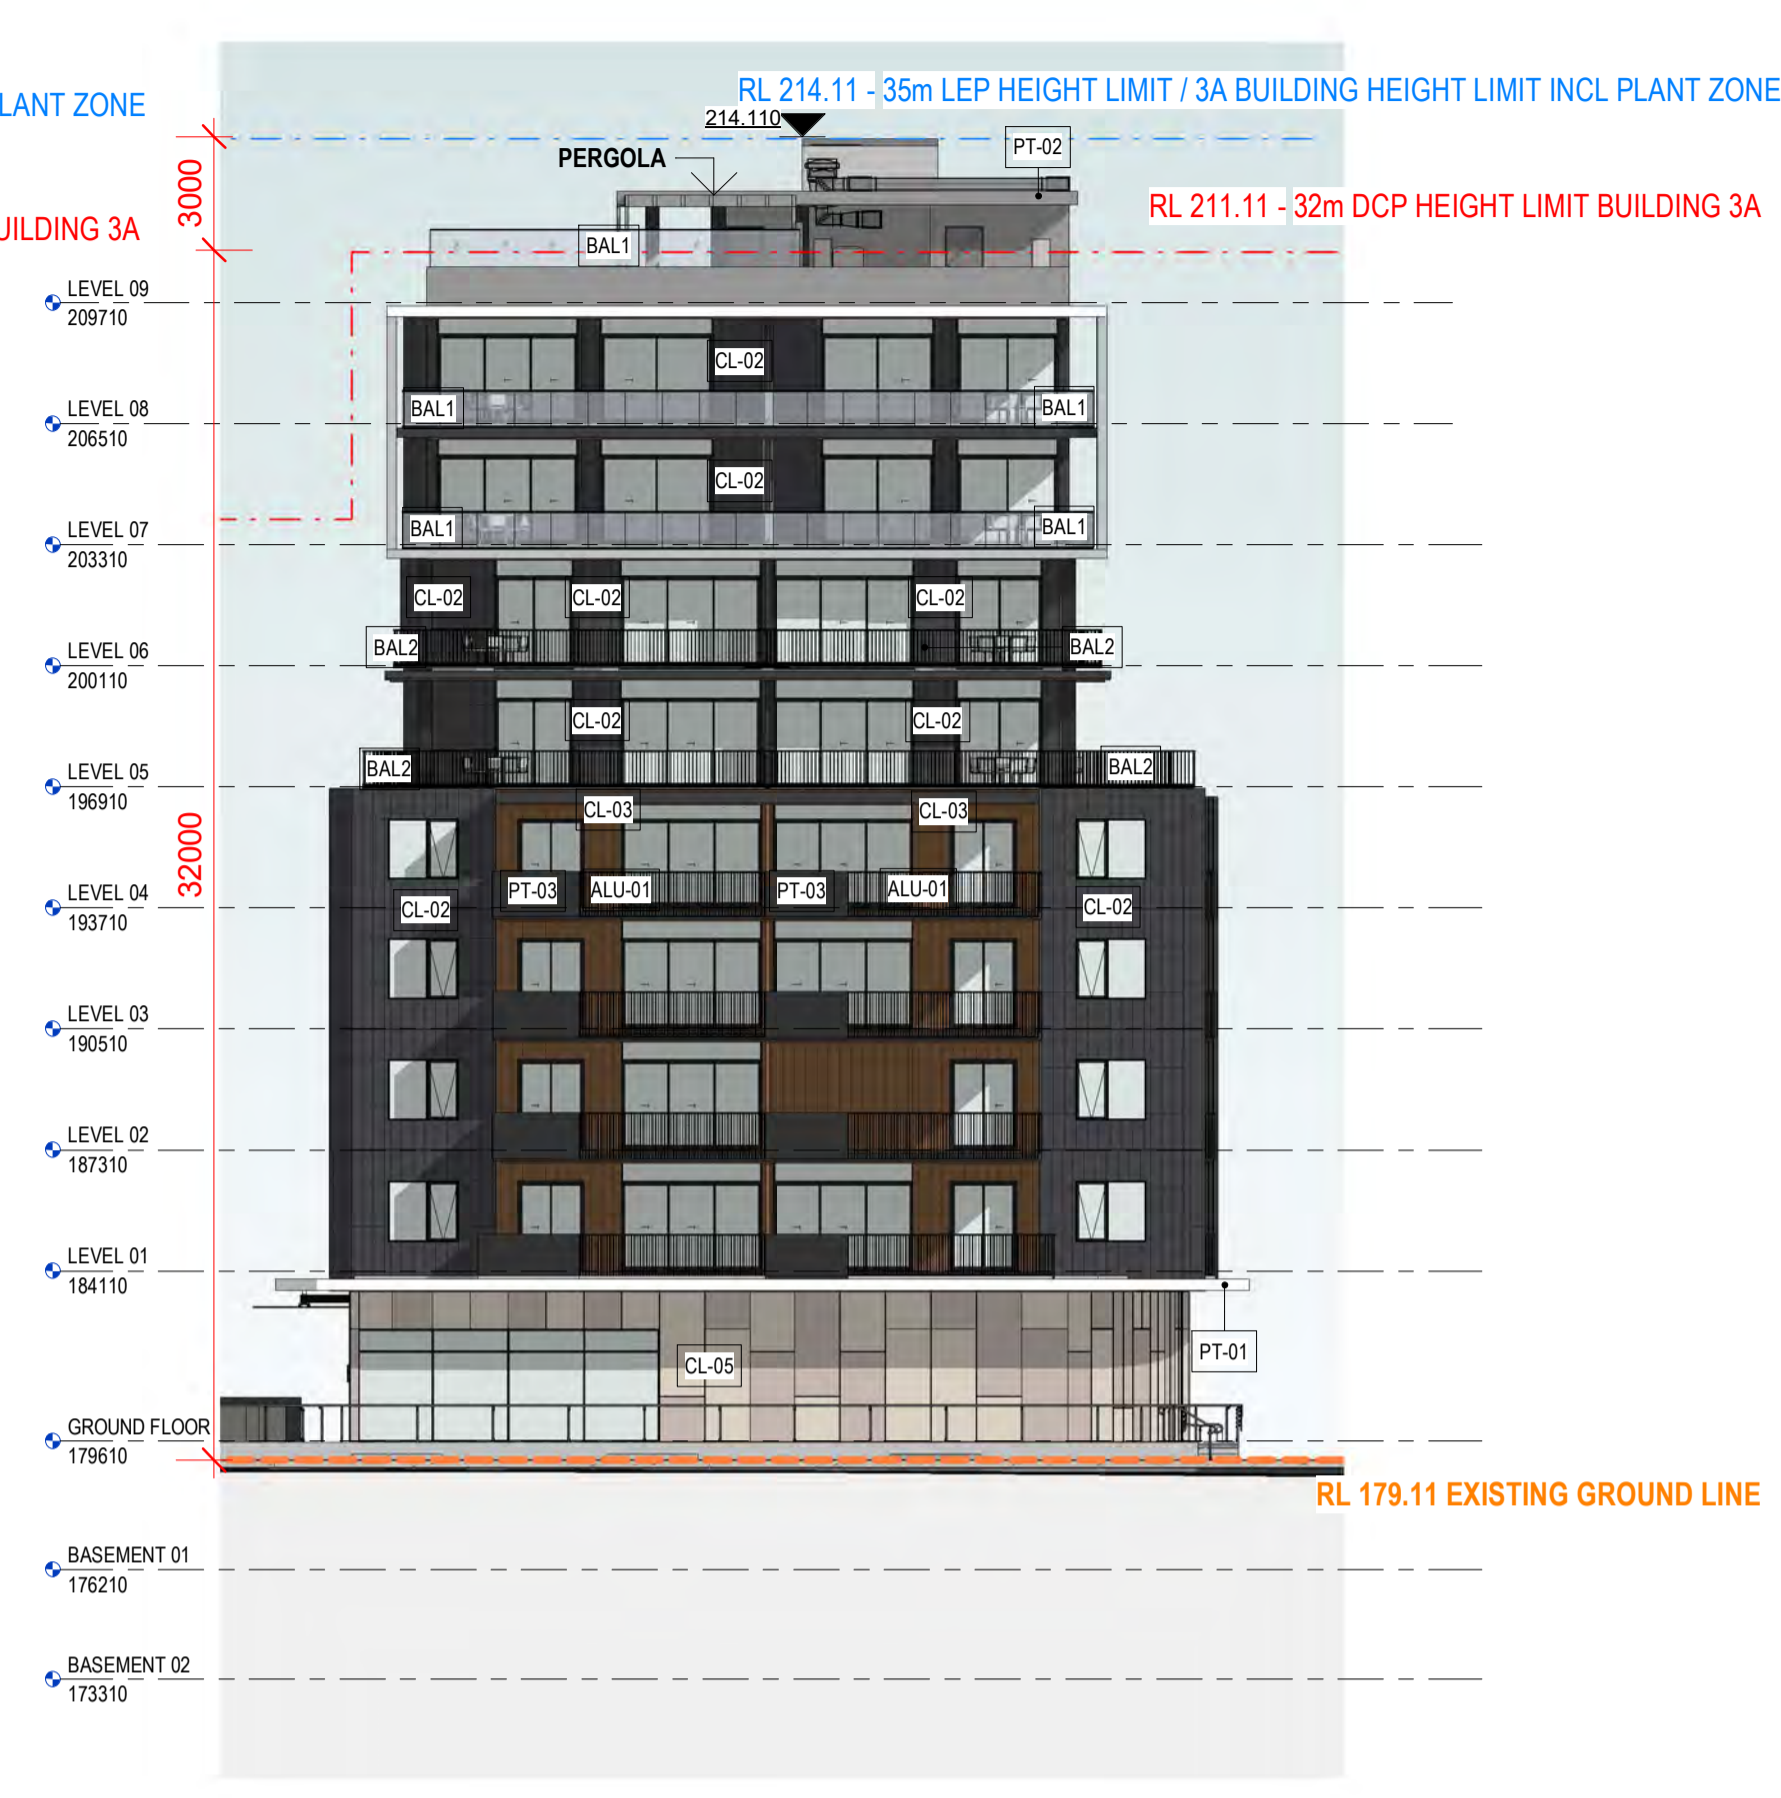 RL 214.11 - 35m LEP HEIGHT LIMIT / 3A BUILDING HEIGHT LIMIT INCL PLANT ZONE
LANT ZONE
214.110
PT-02
PERGOLA
3000
RL 211.11 - 32m DCP HEIGHT LIMIT BUILDING 3A
UILDING 3A
BAL1
LEVEL 09
209710
CL-02
LEVEL 08
206510
BAL1
BAL1
CL-02
LEVEL 07
203310
BAL1
BAL1
CL-02
CL-02
CL-02
LEVEL 06
200110
BAL2
BAL2
CL-02
CL-02
LEVEL 05
196910
BAL2
BAL2
CL-03
CL-03
32000
LEVEL 04
193710
PT-03
ALU-01
PT-03
ALU-01
CL-02
CL-02
LEVEL 03
190510
LEVEL 02
187310
LEVEL 01
184110
PT-01
CL-05
GROUND FLOOR
179610
RL 179.11 EXISTING GROUND LINE
BASEMENT 01
176210
BASEMENT 02
173310